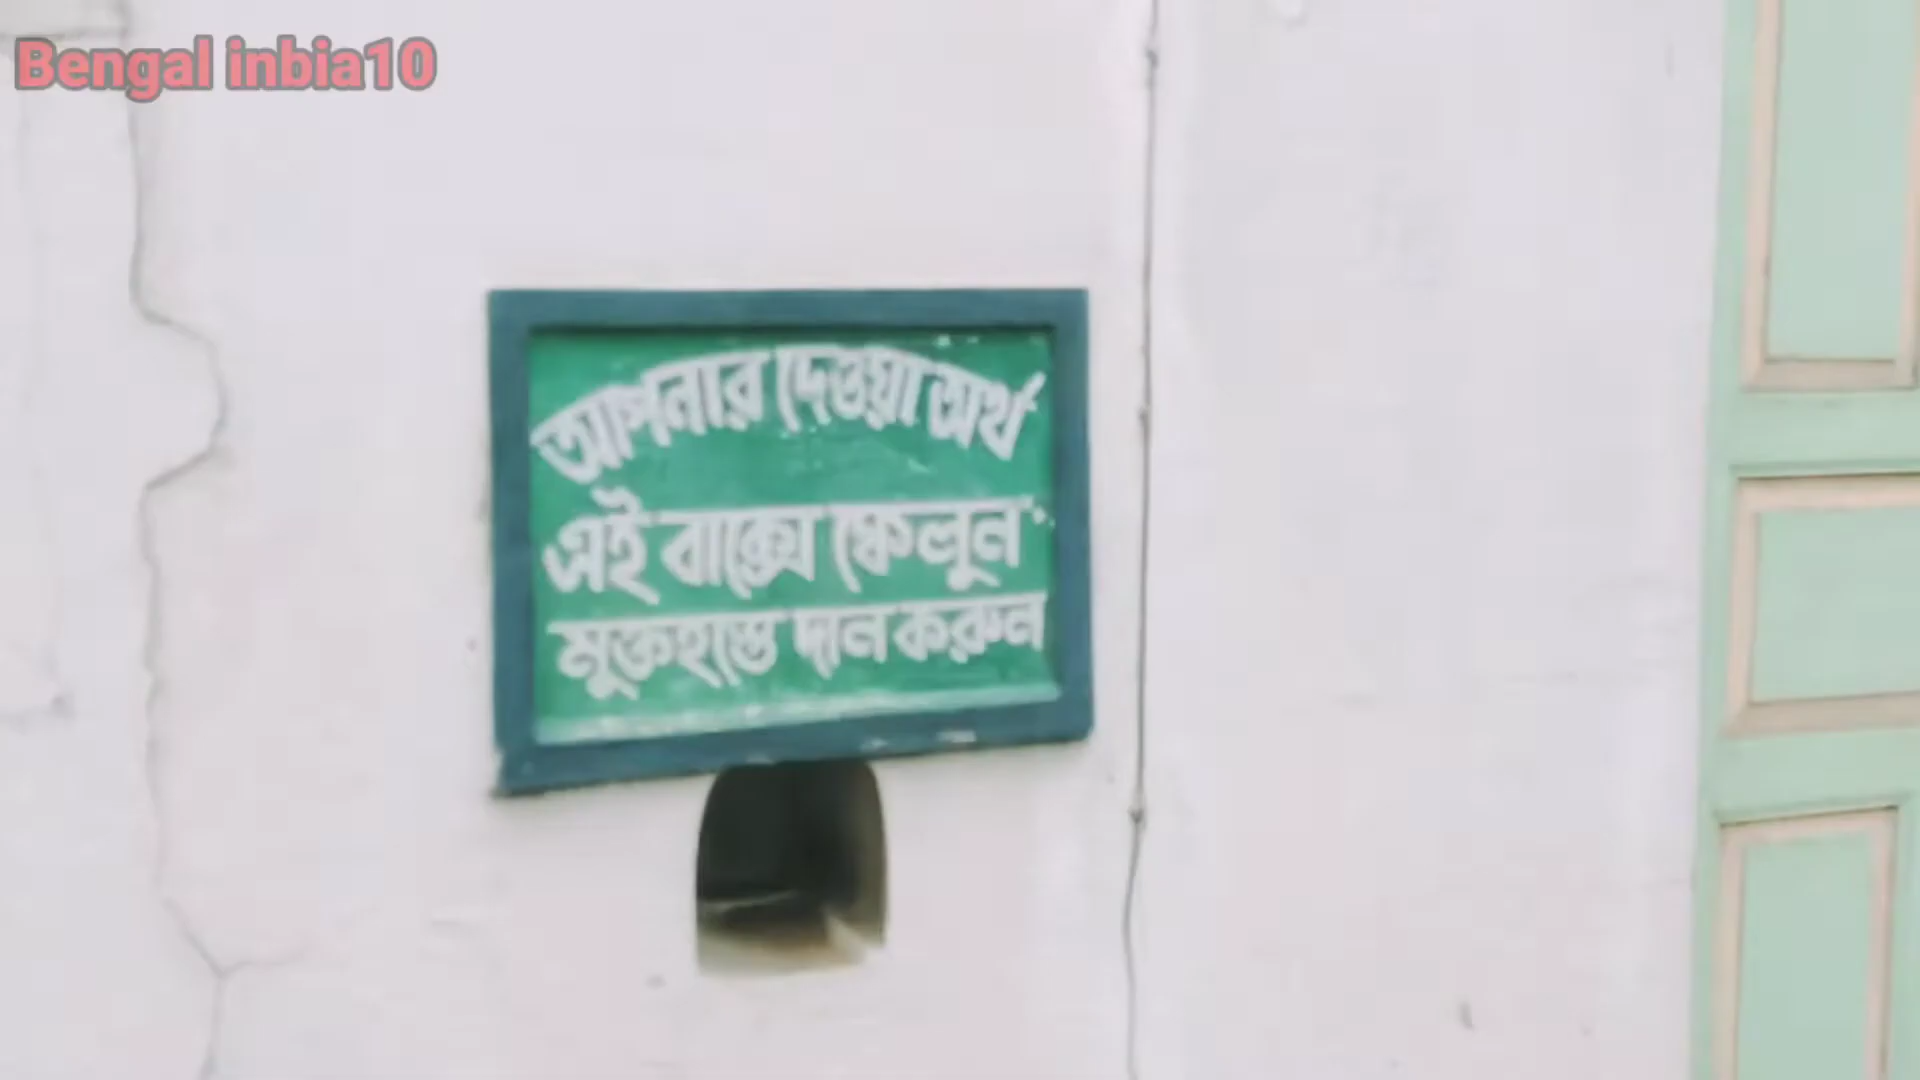 Bengal inbia10
আপনার দেওয়া অর্থ
এই বাক্সে ফেলুন
মুক্তহস্তে দান করুন